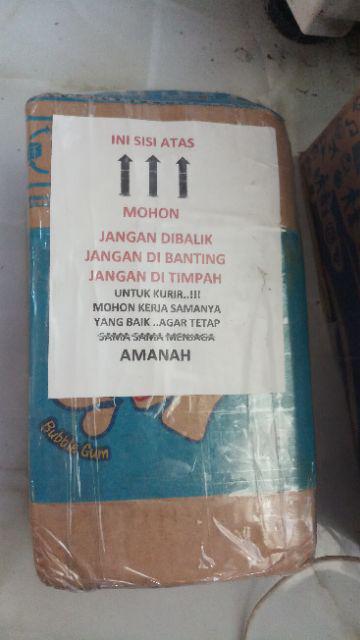 INI SISI ATAS
MOHON
JANGAN DIBALIK
JANGAN DI BANTING
JANGAN DI TIMPAH
UNTUK KURIR..!!!
MOHON KERJA SAMANYA
YANG BAIK ..AGAR TETAP
SAMA SAMA MENJAGA
AMANAH
Bubble Gum